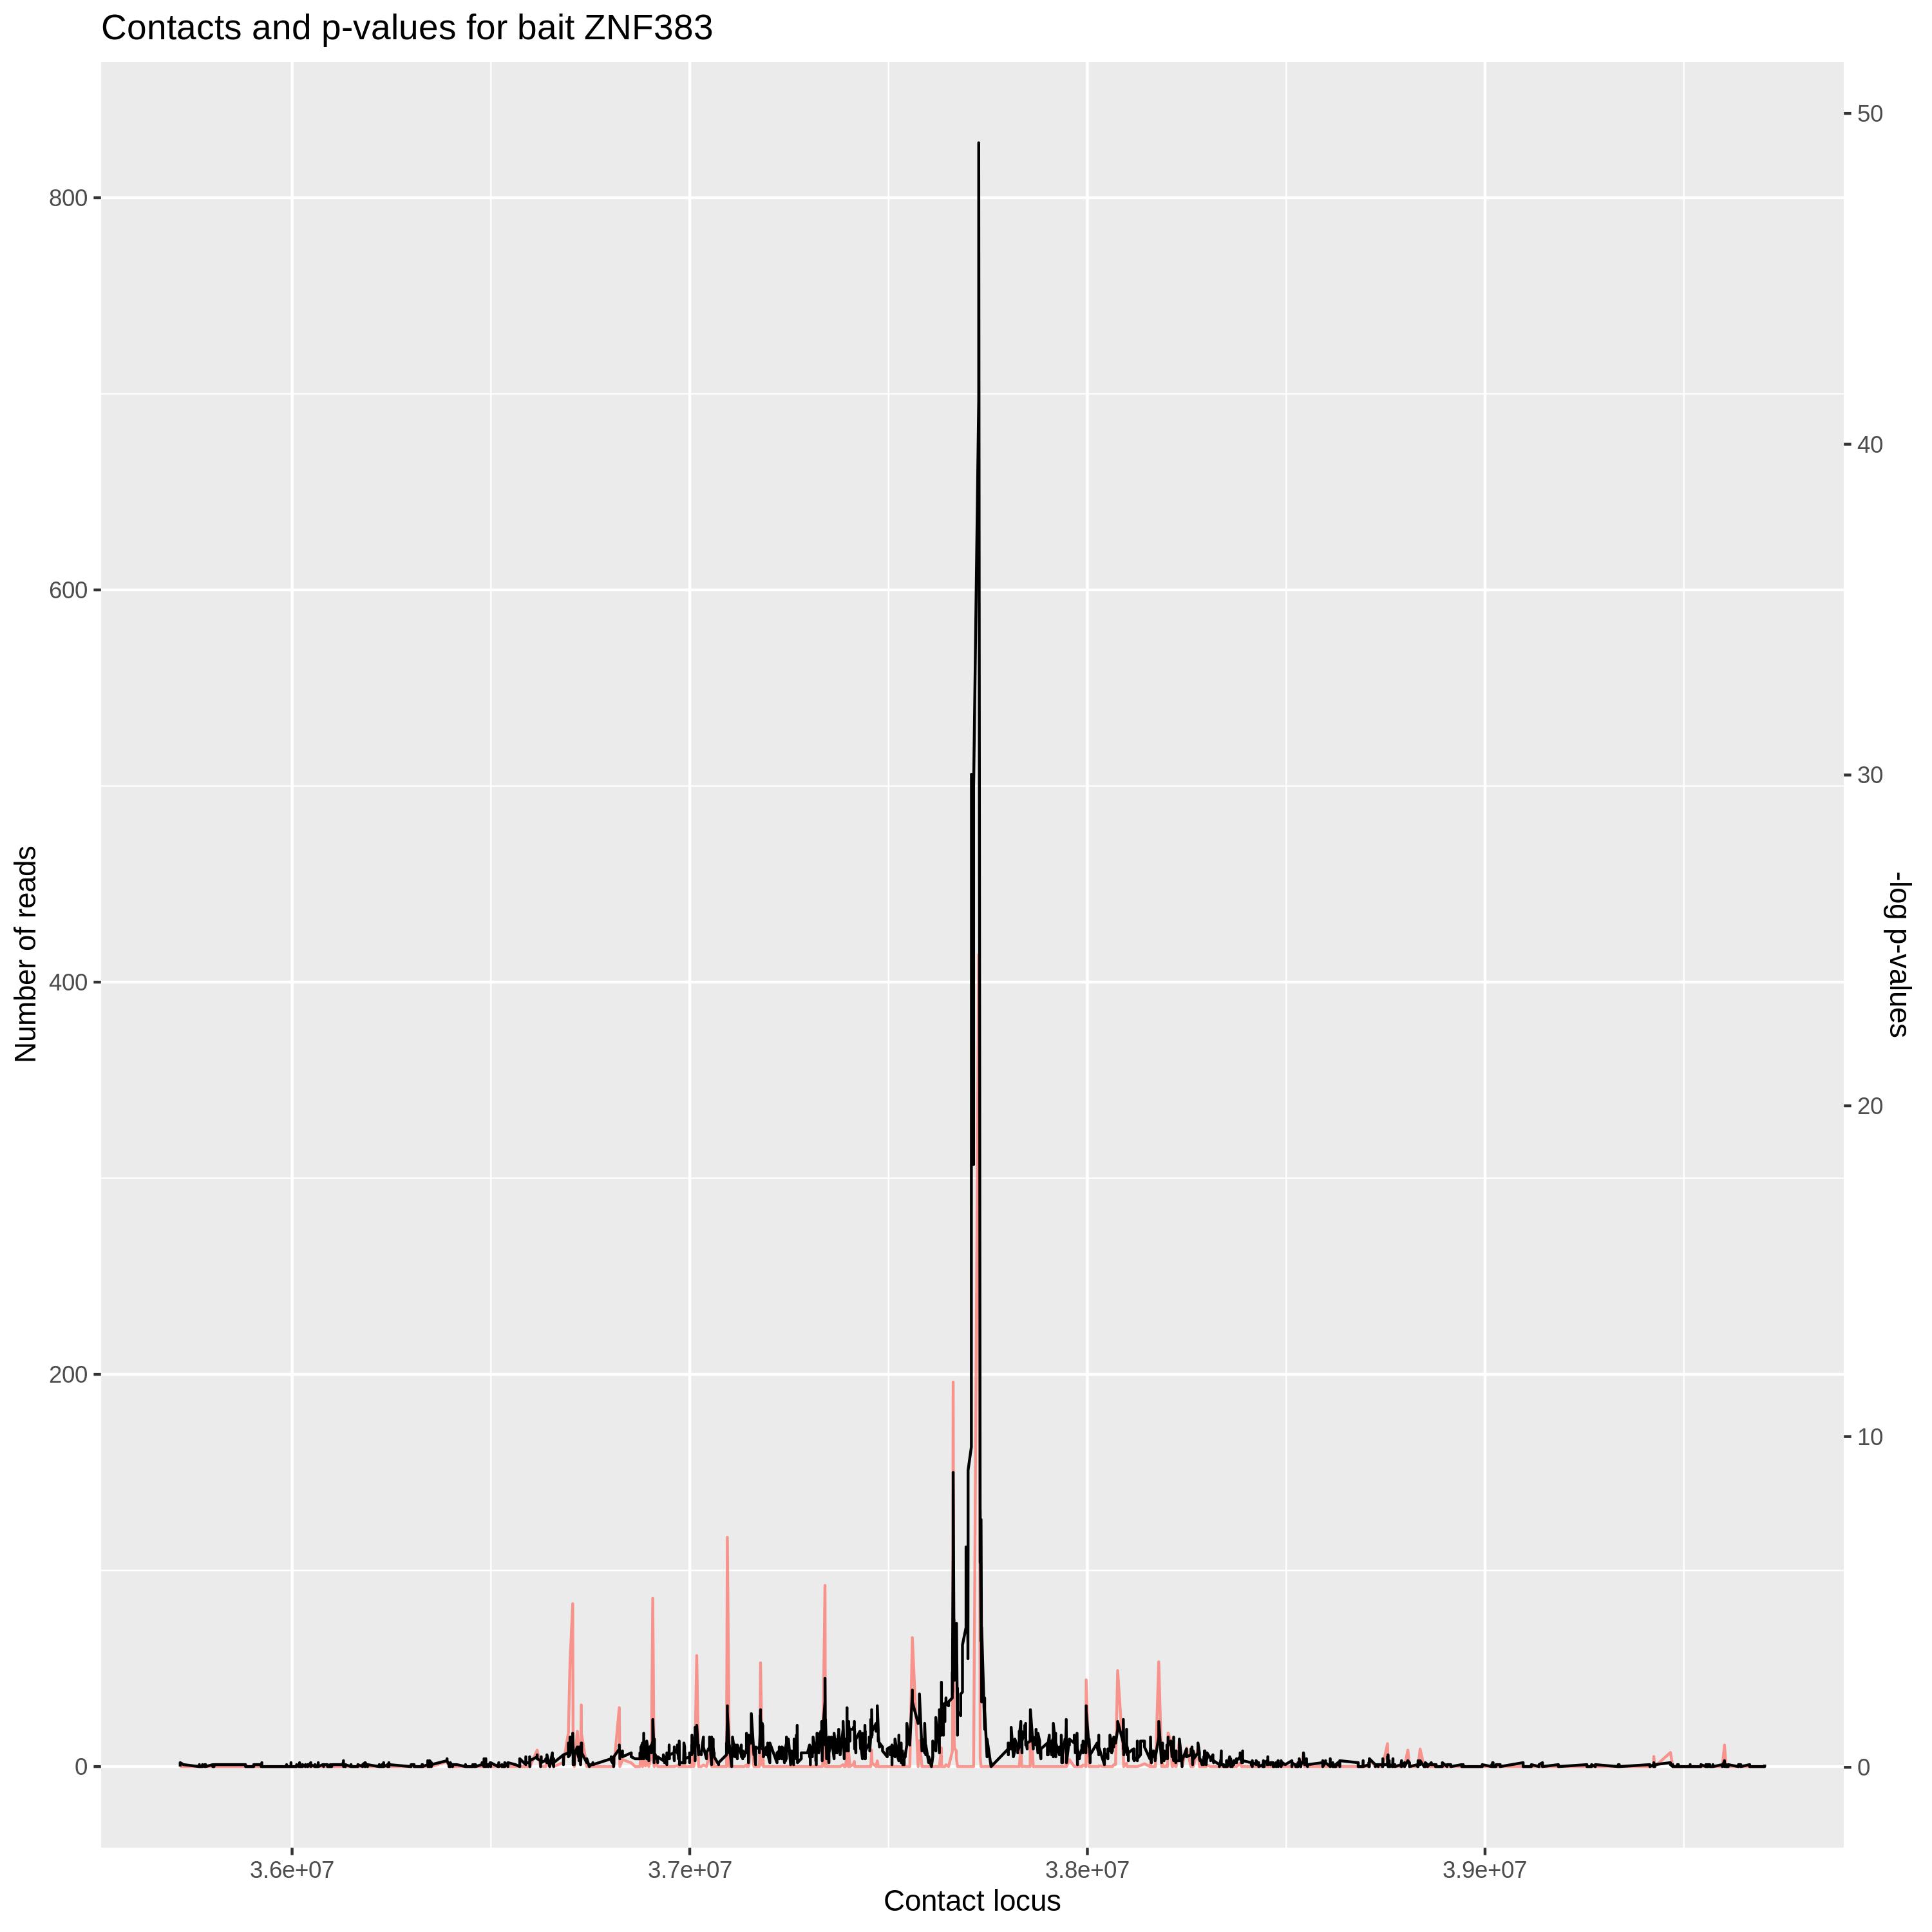 Contacts and p-values for bait ZNF383
Number of reads
800
600
400
200
0
50
40
30
20
10
0
-log p-values
3.6e+07
3.7e+07
3.8e+07
3.9e+07
Contact locus